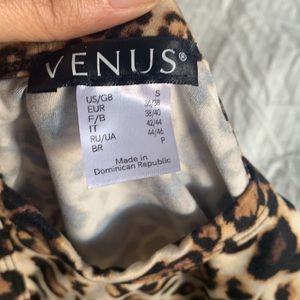 VENUS®
US/GB S
EUR 36/38
F/B 38/40
IT 42/44
RU/UA 44/46
BR P
Made in
Dominican Republic